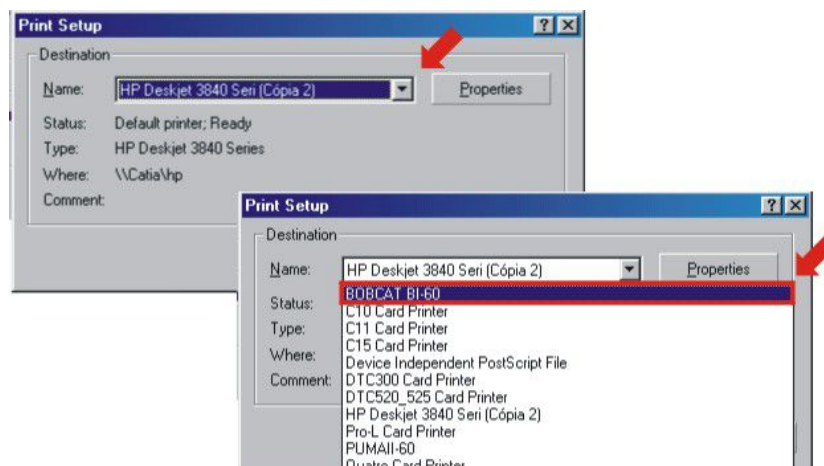 Print Setup
Destination
Name: HP Deskjet 3840 Seri (Cópia 2) Properties
Status: Default printer; Ready
Type: HP Deskjet 3840 Series
Where: \\Catia\hp
Comment:
Print Setup
Destination
Name: HP Deskjet 3840 Seri (Cópia 2) Properties
Status:
Type:
Where:
Comment:
BOBCAT BI-60
C10 Card Printer
C11 Card Printer
C15 Card Printer
Device Independent PostScript File
DTC300 Card Printer
DTC520_525 Card Printer
HP Deskjet 3840 Seri (Cópia 2)
Pro-L Card Printer
PUMAII-60
Quatro Card Printer